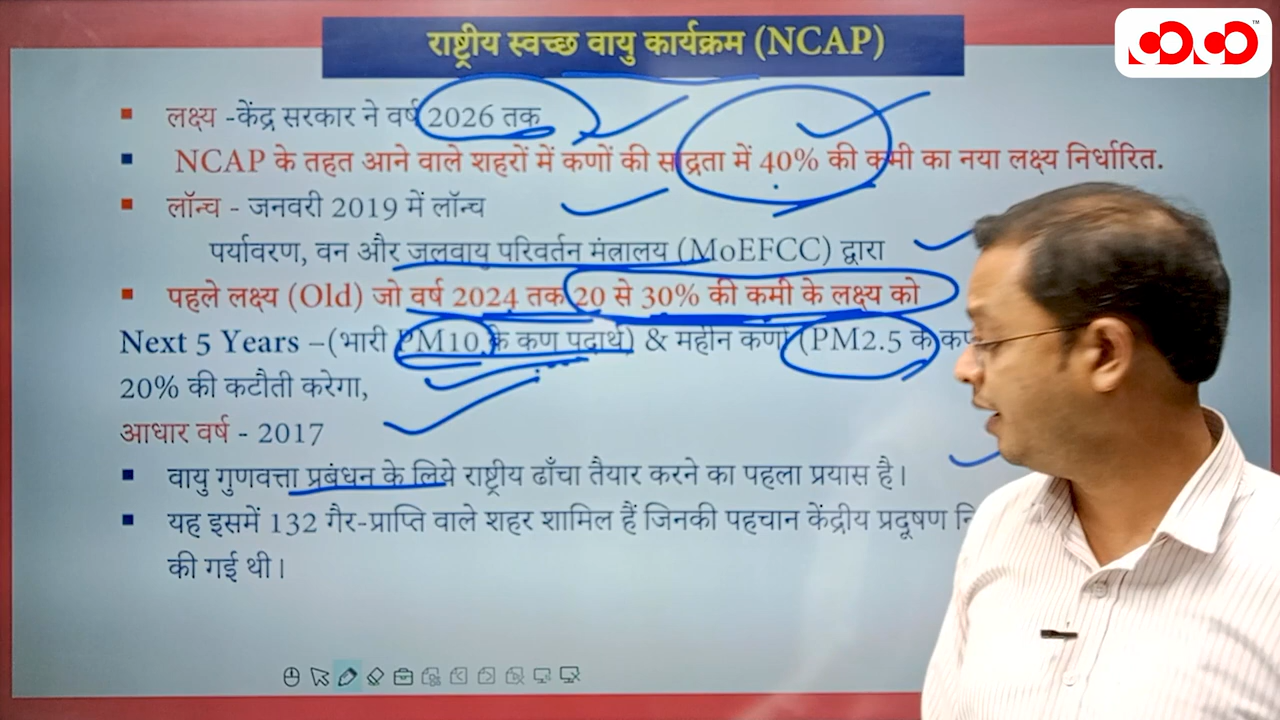 राष्ट्रीय स्वच्छ वायु कार्यक्रम (NCAP)
लक्ष्य -केंद्र सरकार ने वर्ष 2026 तक
NCAP के तहत आने वाले शहरों में कणों की सांद्रता में 40% की कमी का नया लक्ष्य निर्धारित.
लॉन्च - जनवरी 2019 में लॉन्च
पर्यावरण, वन और जलवायु परिवर्तन मंत्रालय (MoEFCC) द्वारा
पहले लक्ष्य (Old) जो वर्ष 2024 तक 20 से 30% की कमी के लक्ष्य को
Next 5 Years –(भारी PM10 के कण पदार्थ) & महीन कणों (PM2.5 के
20% की कटौती करेगा,
आधार वर्ष - 2017
वायु गुणवत्ता प्रबंधन के लिये राष्ट्रीय ढाँचा तैयार करने का पहला प्रयास है।
यह इसमें 132 गैर-प्राप्ति वाले शहर शामिल हैं जिनकी पहचान केंद्रीय प्रदूषण
की गई थी।